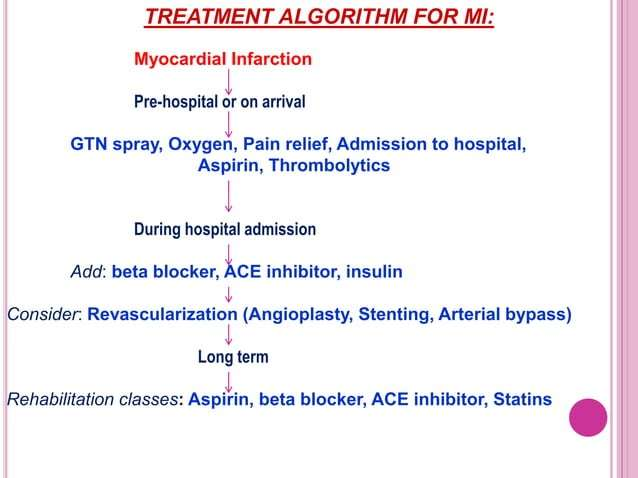 TREATMENT ALGORITHM FOR MI:
Myocardial Infarction
Pre-hospital or on arrival
GTN spray, Oxygen, Pain relief, Admission to hospital,
Aspirin, Thrombolytics
During hospital admission
Add: beta blocker, ACE inhibitor, insulin
Consider: Revascularization (Angioplasty, Stenting, Arterial bypass)
Long term
Rehabilitation classes: Aspirin, beta blocker, ACE inhibitor, Statins